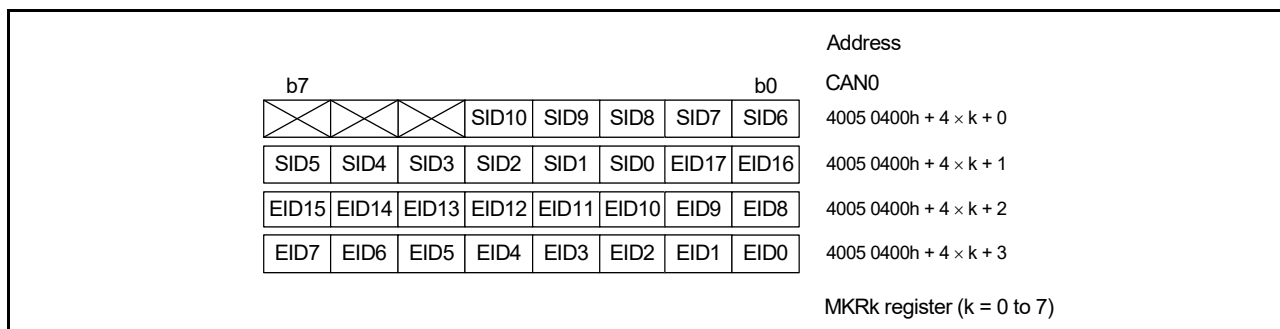 Address
b7 b0 CAN0
SID10 SID9 SID8 SID7 SID6 4005 0400h + 4 × k + 0
SID5 SID4 SID3 SID2 SID1 SID0 EID17 EID16 4005 0400h + 4 × k + 1
EID15 EID14 EID13 EID12 EID11 EID10 EID9 EID8 4005 0400h + 4 × k + 2
EID7 EID6 EID5 EID4 EID3 EID2 EID1 EID0 4005 0400h + 4 × k + 3
MKRk register (k = 0 to 7)